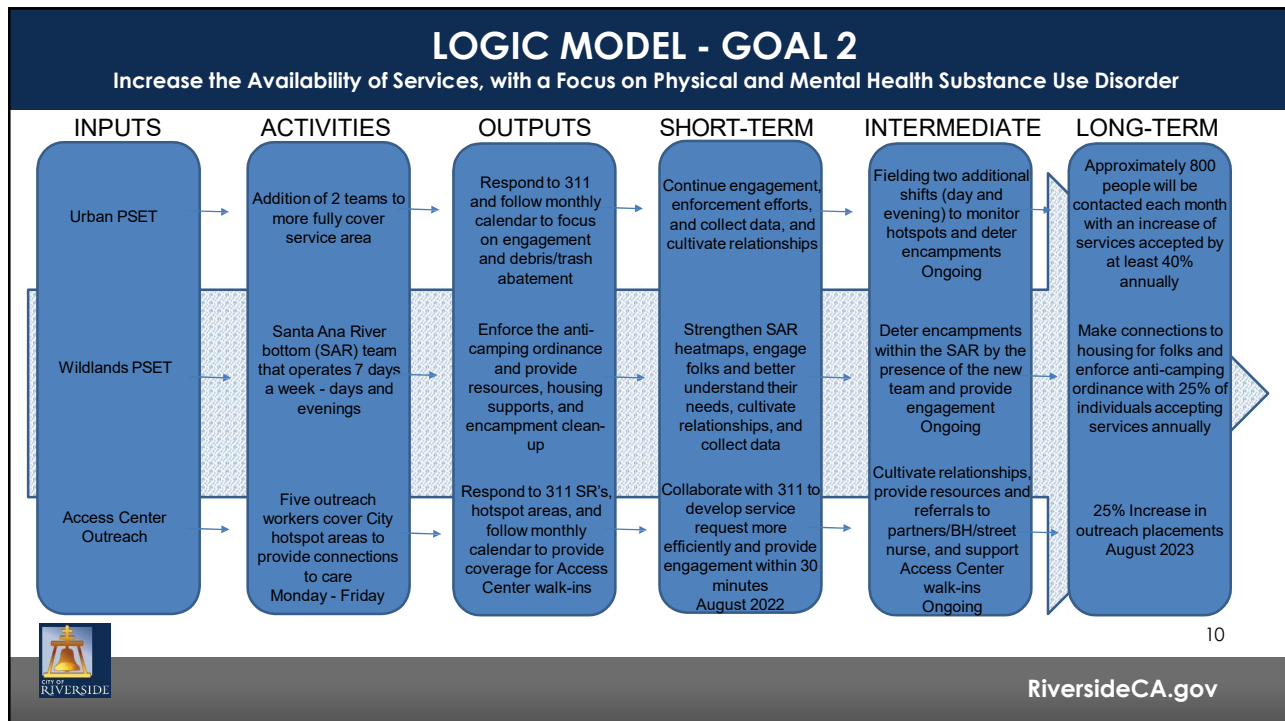 LOGIC MODEL - GOAL 2
Increase the Availability of Services, with a Focus on Physical and Mental Health Substance Use Disorder
INPUTS
ACTIVITIES
OUTPUTS
SHORT-TERM
INTERMEDIATE
LONG-TERM
Urban PSET
Addition of 2 teams to
more fully cover
service area
Respond to 311
and follow monthly
calendar to focus
on engagement
and debris/trash
abatement
Continue engagement,
enforcement efforts,
and collect data, and
cultivate relationships
Fielding two additional
shifts (day and
evening) to monitor
hotspots and deter
encampments
Ongoing
Approximately 800
people will be
contacted each month
with an increase of
services accepted by
at least 40%
annually
Wildlands PSET
Santa Ana River
bottom (SAR) team
that operates 7 days
a week - days and
evenings
Enforce the anti-
camping ordinance
and provide
resources, housing
supports, and
encampment clean-
up
Strengthen SAR
heatmaps, engage
folks and better
understand their
needs, cultivate
relationships, and
collect data
Deter encampments
within the SAR by the
presence of the new
team and provide
engagement
Ongoing
Make connections to
housing for folks and
enforce anti-camping
ordinance with 25% of
individuals accepting
services annually
Access Center
Outreach
Five outreach
workers cover City
hotspot areas to
provide connections
to care
Monday - Friday
Respond to 311 SR's,
hotspot areas, and
follow monthly
calendar to provide
coverage for Access
Center walk-ins
Collaborate with 311 to
develop service
request more
efficiently and provide
engagement within 30
minutes
August 2022
Cultivate relationships,
provide resources and
referrals to
partners/BH/street
nurse, and support
Access Center
walk-ins
Ongoing
25% Increase in
outreach placements
August 2023
10
CITY OF
RIVERSIDE
RiversideCA.gov